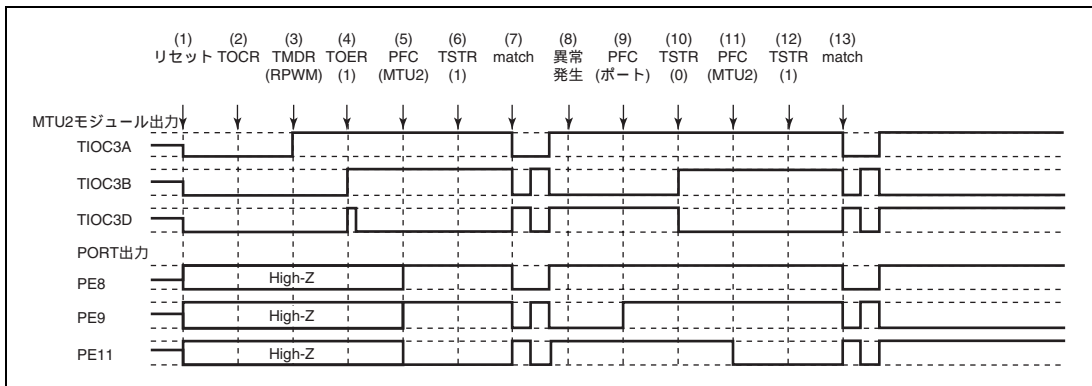 (1) (2) (3) (4) (5) (6) (7) (8) (9) (10) (11) (12) (13)
リセット TOCR TMDR TOER PFC TSTR match 異常 PFC TSTR PFC TSTR match
(RPWM) (1) (MTU2) (1) 発生 (ポート) (0) (MTU2) (1)
MTU2モジュール出力
TIOC3A
TIOC3B
TIOC3D
PORT出力
PE8 High-Z
PE9 High-Z
PE11 High-Z